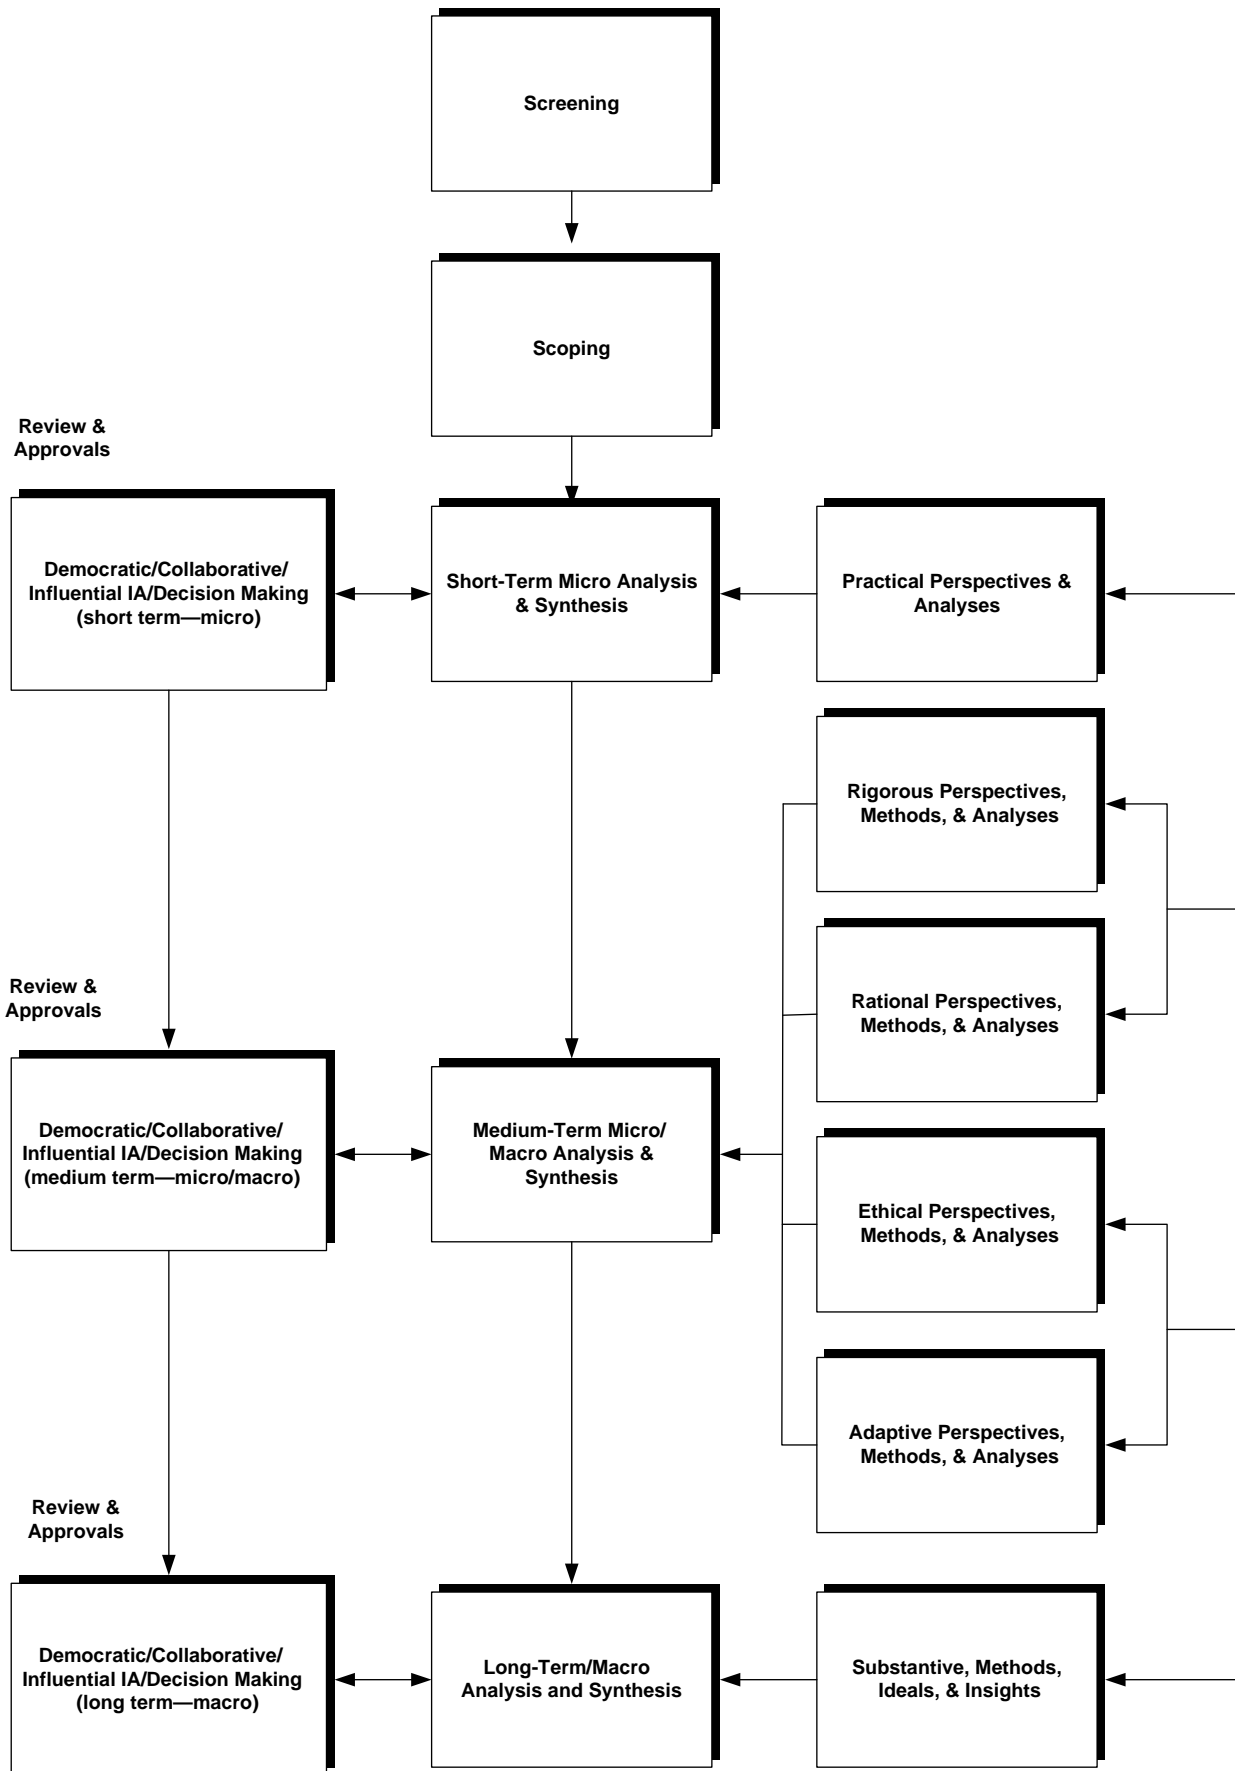 Screening
Scoping
Review &
Approvals
Democratic/Collaborative/
Influential IA/Decision Making
(short term—micro)
Short-Term Micro Analysis
& Synthesis
Practical Perspectives &
Analyses
Rigorous Perspectives,
Methods, & Analyses
Rational Perspectives,
Methods, & Analyses
Review &
Approvals
Democratic/Collaborative/
Influential IA/Decision Making
(medium term—micro/macro)
Medium-Term Micro/
Macro Analysis &
Synthesis
Ethical Perspectives,
Methods, & Analyses
Adaptive Perspectives,
Methods, & Analyses
Review &
Approvals
Democratic/Collaborative/
Influential IA/Decision Making
(long term—macro)
Long-Term/Macro
Analysis and Synthesis
Substantive, Methods,
Ideals, & Insights